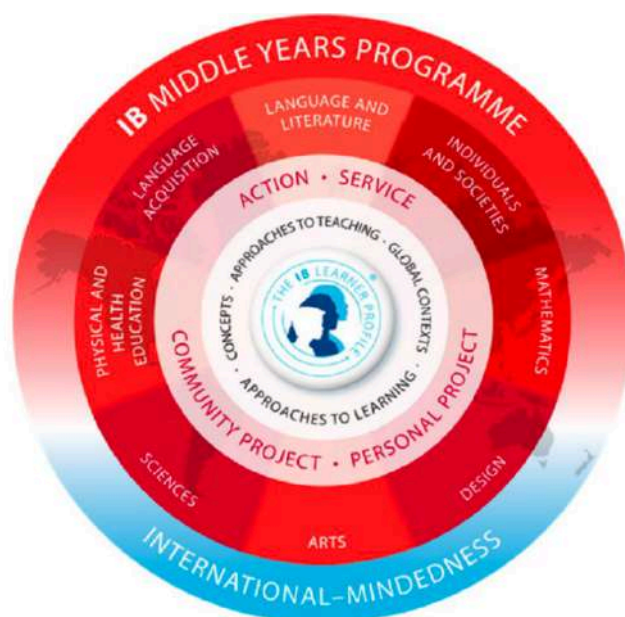 IB MIDDLE YEARS PROGRAMME
LANGUAGE AND
LITERATURE
LANGUAGE
ACQUISITION
INDIVIDUALS
AND SOCIETIES
PHYSICAL AND
HEALTH
EDUCATION
MATHEMATICS
SCIENCES
DESIGN
ARTS
ACTION • SERVICE
COMMUNITY PROJECT • PERSONAL PROJECT
APPROACHES TO TEACHING · GLOBAL CONTEXTS · APPROACHES TO LEARNING · CONCEPTS ·
THE IB LEARNER PROFILE
®
INTERNATIONAL–MINDEDNESS